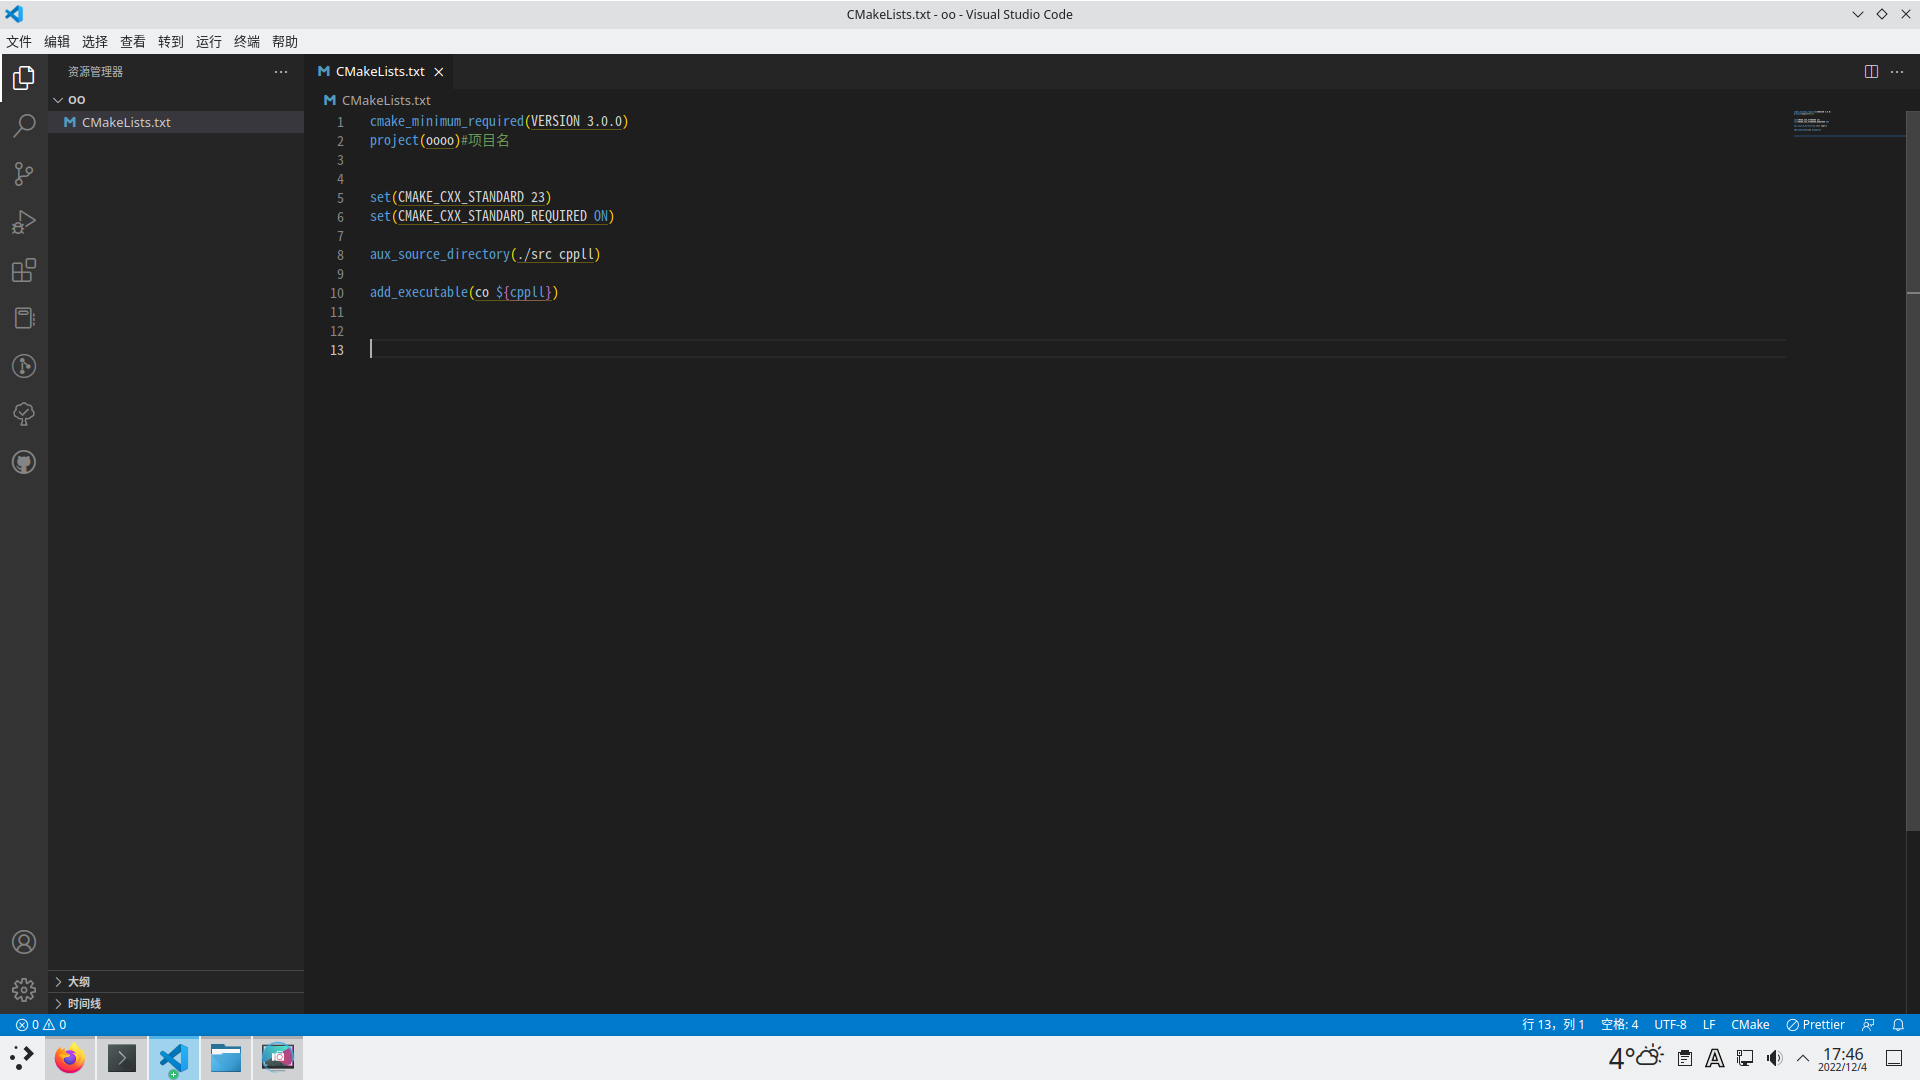 CMakeLists.txt - oo - Visual Studio Code
文件 编辑 选择 查看 转到 运行 终端 帮助
资源管理器
OO
CMakeLists.txt
大纲
时间线
CMakeLists.txt
CMakeLists.txt
1 cmake_minimum_required(VERSION 3.0.0)
2 project(oooo)#项目名
3
4
5 set(CMAKE_CXX_STANDARD 23)
6 set(CMAKE_CXX_STANDARD_REQUIRED ON)
7
8 aux_source_directory(./src cppll)
9
10 add_executable(co ${cppll})
11
12
13
0 0
行 13，列 1 空格: 4 UTF-8 LF CMake Prettier
4° A 17:46
2022/12/4